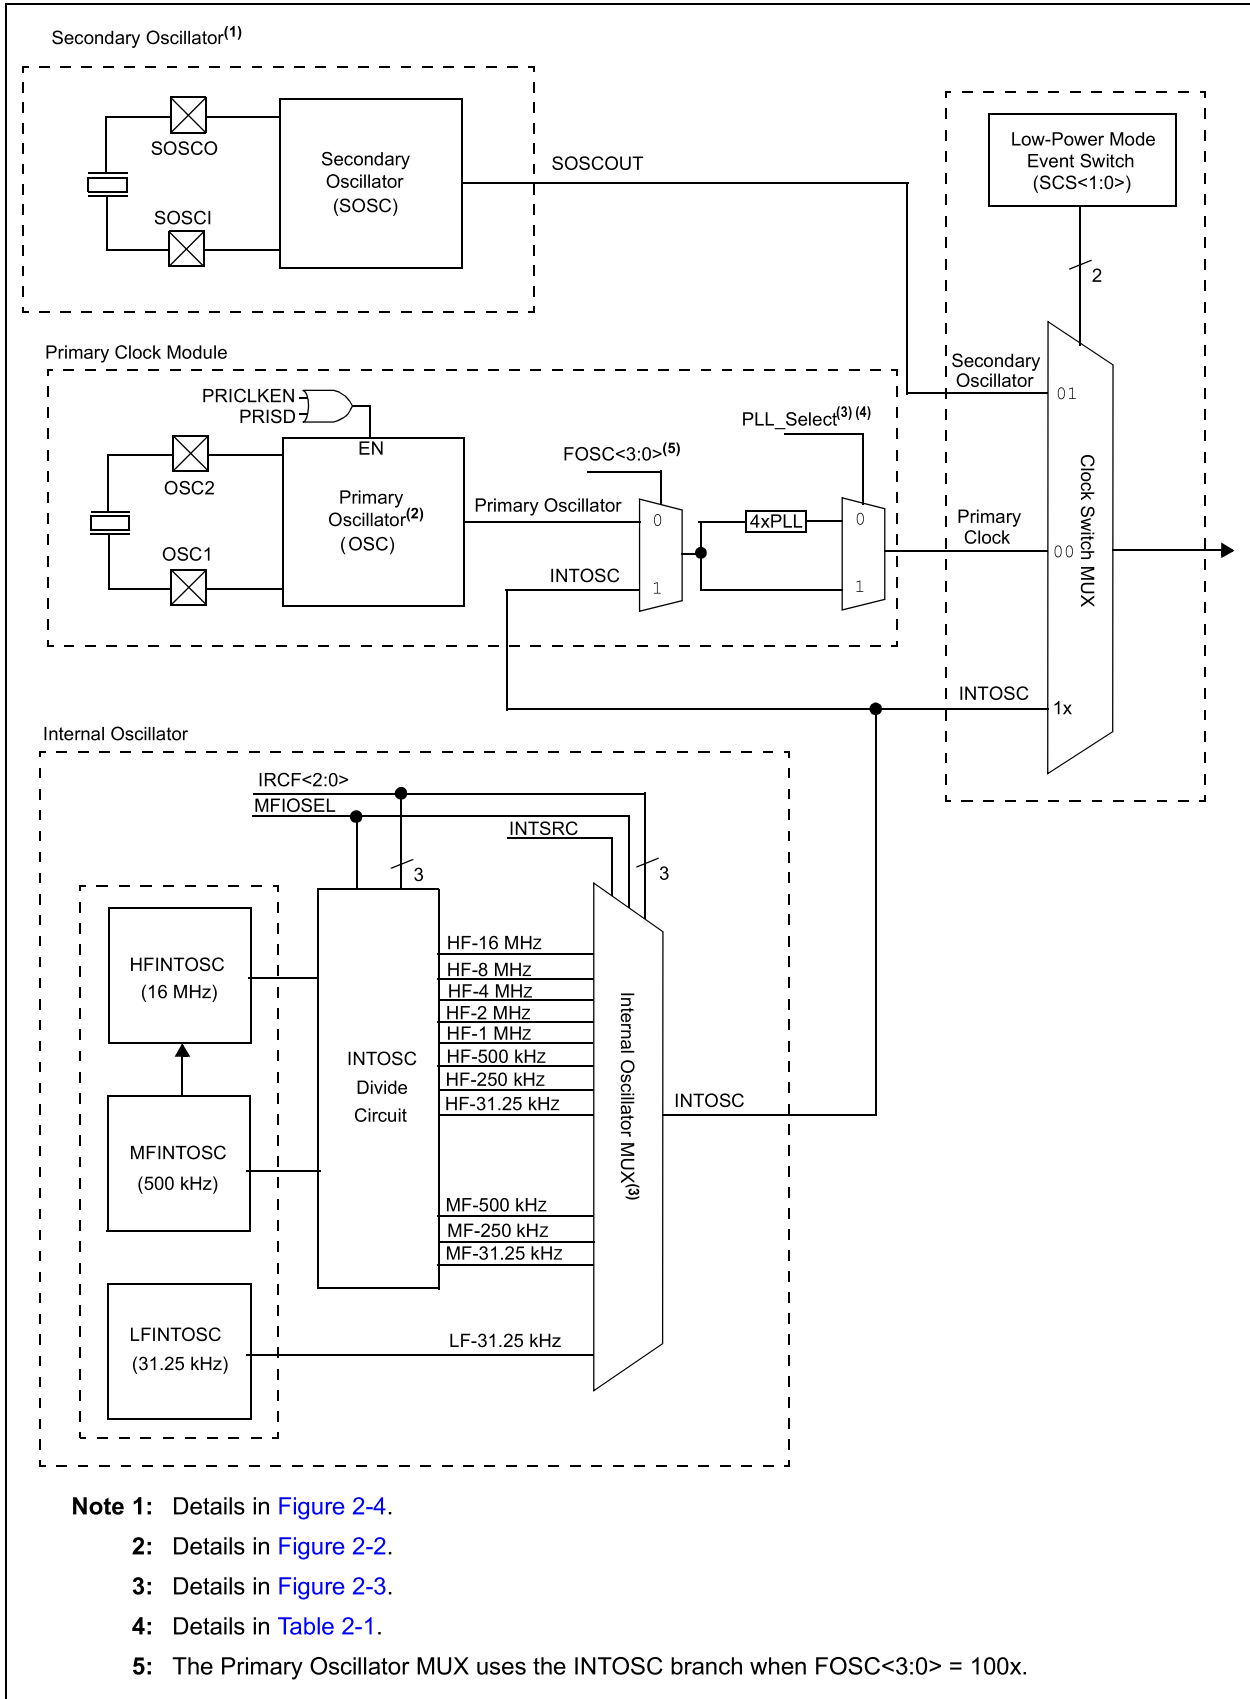 Secondary Oscillator(1)
SOSCO
SOSCI
Secondary
Oscillator
(SOSC)
SOSCOUT
Low-Power Mode
Event Switch
(SCS<1:0>)
2
Secondary
Oscillator
01
Primary
Clock
00
INTOSC
1x
Clock Switch MUX
Primary Clock Module
PRICLKEN
PRISD
EN
OSC2
OSC1
Primary
Oscillator(2)
(OSC)
Primary Oscillator
INTOSC
FOSC<3:0>(5)
0
1
4xPLL
PLL_Select(3) (4)
0
1
Internal Oscillator
IRCF<2:0>
MFIOSEL
INTSRC
3
3
HFINTOSC
(16 MHz)
MFINTOSC
(500 kHz)
LFINTOSC
(31.25 kHz)
INTOSC
Divide
Circuit
HF-16 MHz
HF-8 MHz
HF-4 MHz
HF-2 MHz
HF-1 MHz
HF-500 kHz
HF-250 kHz
HF-31.25 kHz
MF-500 kHz
MF-250 kHz
MF-31.25 kHz
LF-31.25 kHz
Internal Oscillator MUX(3)
INTOSC
Note 1: Details in Figure 2-4.
2: Details in Figure 2-2.
3: Details in Figure 2-3.
4: Details in Table 2-1.
5: The Primary Oscillator MUX uses the INTOSC branch when FOSC<3:0> = 100x.